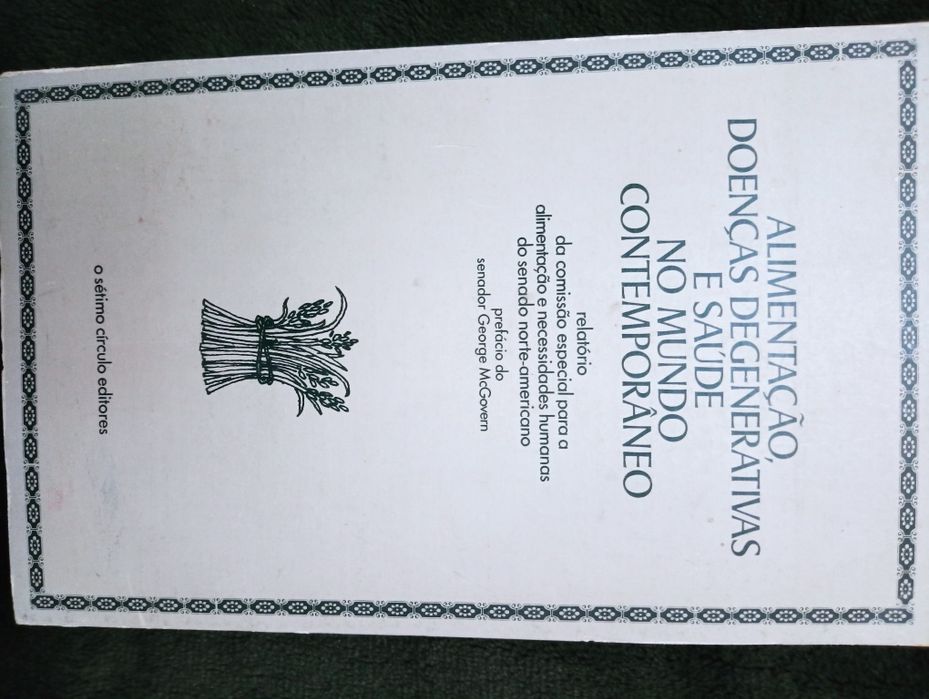 ALIMENTAÇÃO,
DOENÇAS DEGENERATIVAS
E SAÚDE
NO MUNDO
CONTEMPORÂNEO
relatório
da comissão especial para a
alimentação e necessidades humanas
do senado norte-americano
prefácio do
senador George McGovern
o sétimo círculo editores